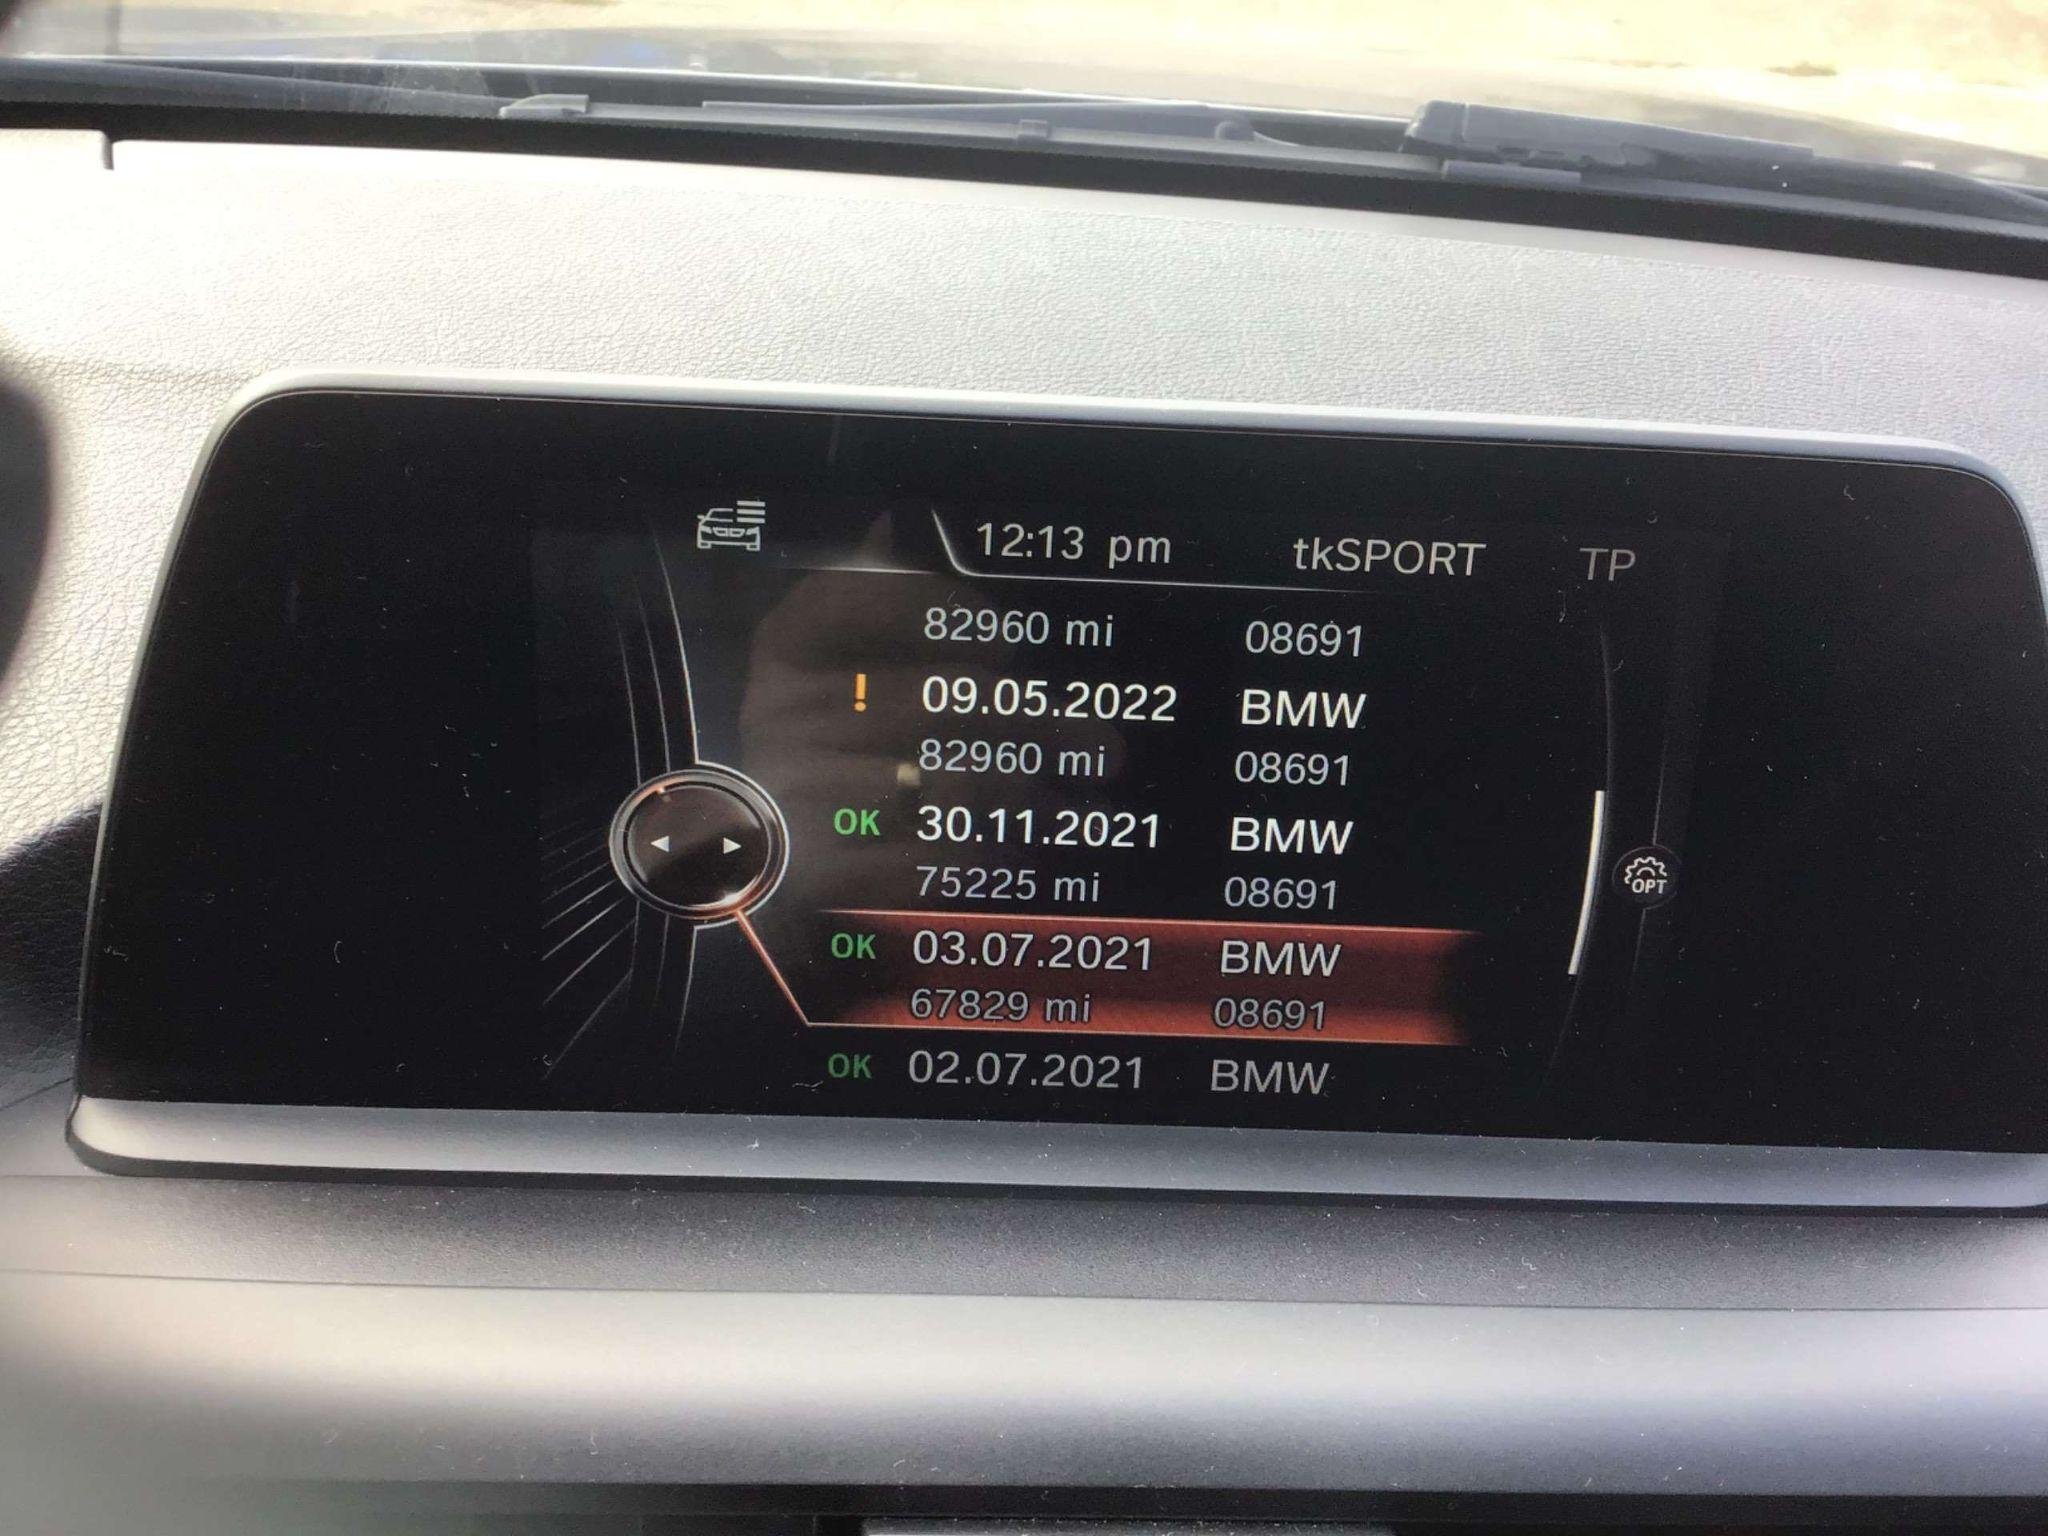 12:13 pm tkSPORT TP
82960 mi 08691
! 09.05.2022 BMW
82960 mi 08691
OK 30.11.2021 BMW
75225 mi 08691
OPT
OK 03.07.2021 BMW
67829 mi 08691
OK 02.07.2021 BMW